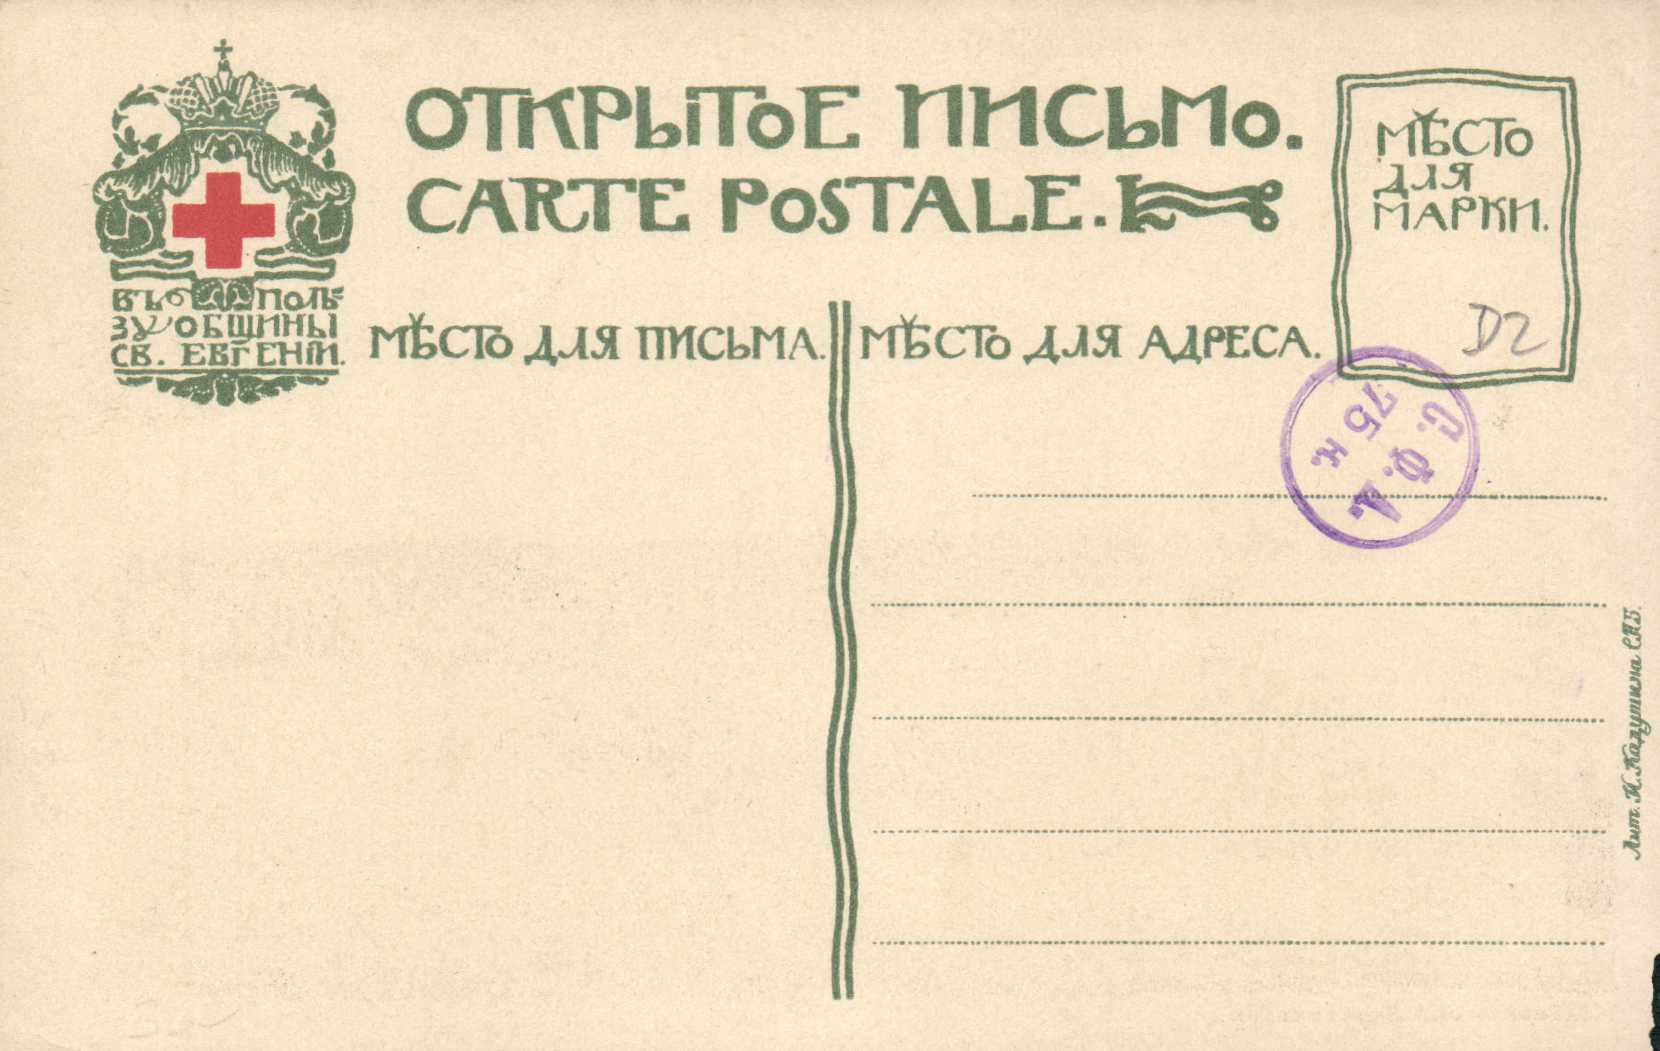 ОТКРЫТОЕ ПИСЬМО.
CARTE POSTALE.
МѢСТО
ДЛЯ
МАРКИ.
D2
ВЪ ПОЛЬ-
ЗУ ОБЩИНЫ
СВ. ЕВГЕНІИ.
МѢСТО ДЛЯ ПИСЬМА.
МѢСТО ДЛЯ АДРЕСА.
С. Ф. А.
75 к.
Лит. Н. Кадушина СПБ.